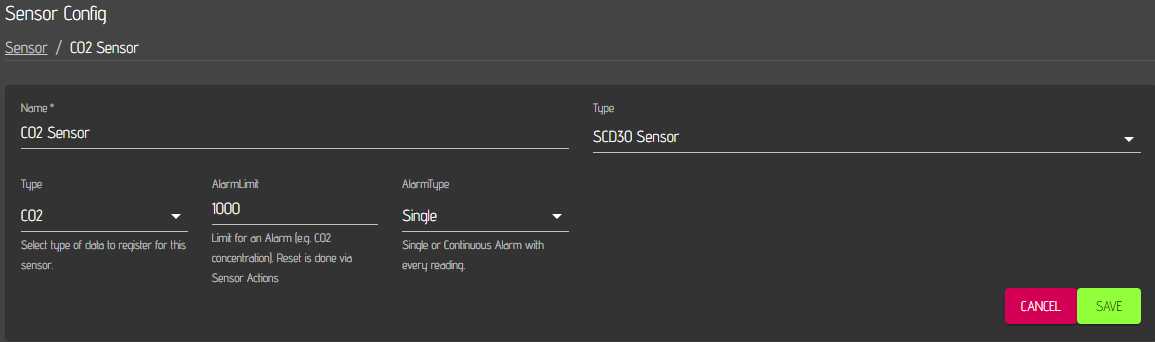 Sensor Config
Sensor / CO2 Sensor
Name *
CO2 Sensor
Type
SCD30 Sensor
Type
CO2
Select type of data to register for this
sensor.
AlarmLimit
1000
Limit for an Alarm (e.g. CO2
concentration). Reset is done via
Sensor Actions
AlarmType
Single
Single or Continuous Alarm with
every reading.
CANCEL
SAVE